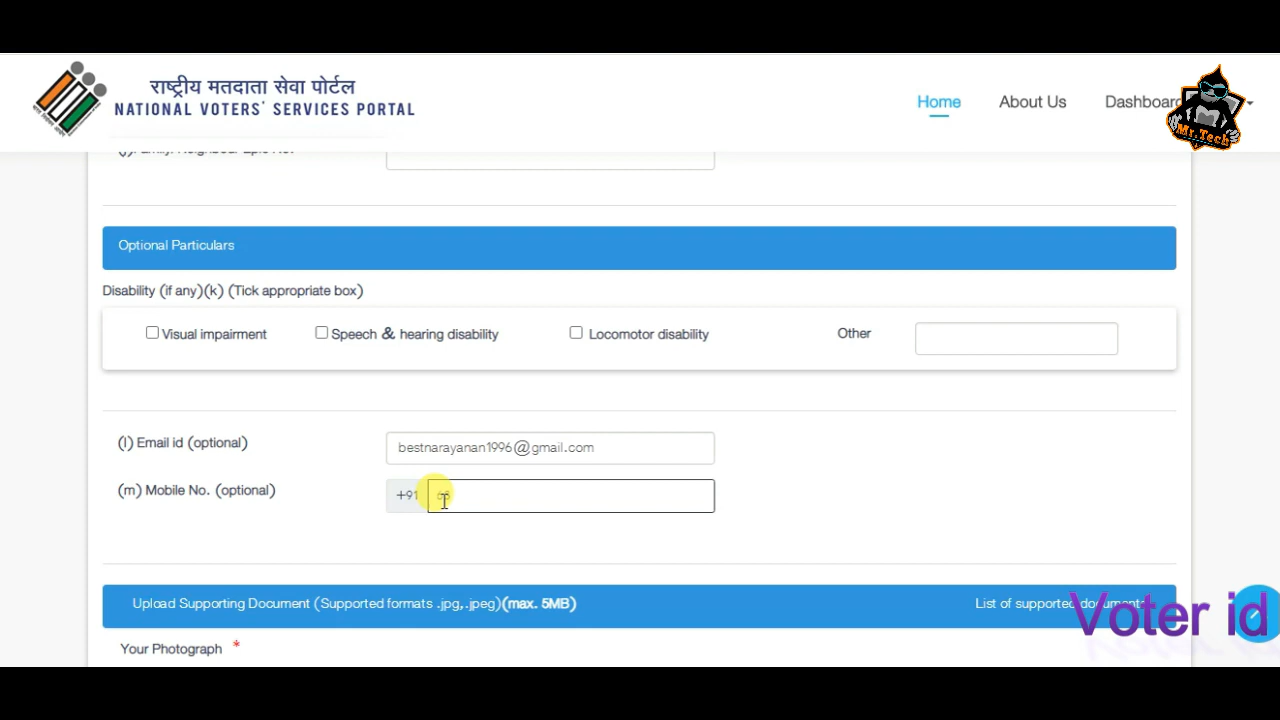 राष्ट्रीय मतदाता सेवा पोर्टल
NATIONAL VOTERS' SERVICES PORTAL
Home About Us Dashboard
Mr.Tech
Optional Particulars
Disability (if any)(k) (Tick appropriate box)
Visual impairment Speech & hearing disability Locomotor disability Other
(l) Email id (optional) bestnarayanan1996@gmail.com
(m) Mobile No. (optional) +91
Upload Supporting Document (Supported formats .jpg,.jpeg)(max. 5MB) List of supported documents
Voter id
Your Photograph *